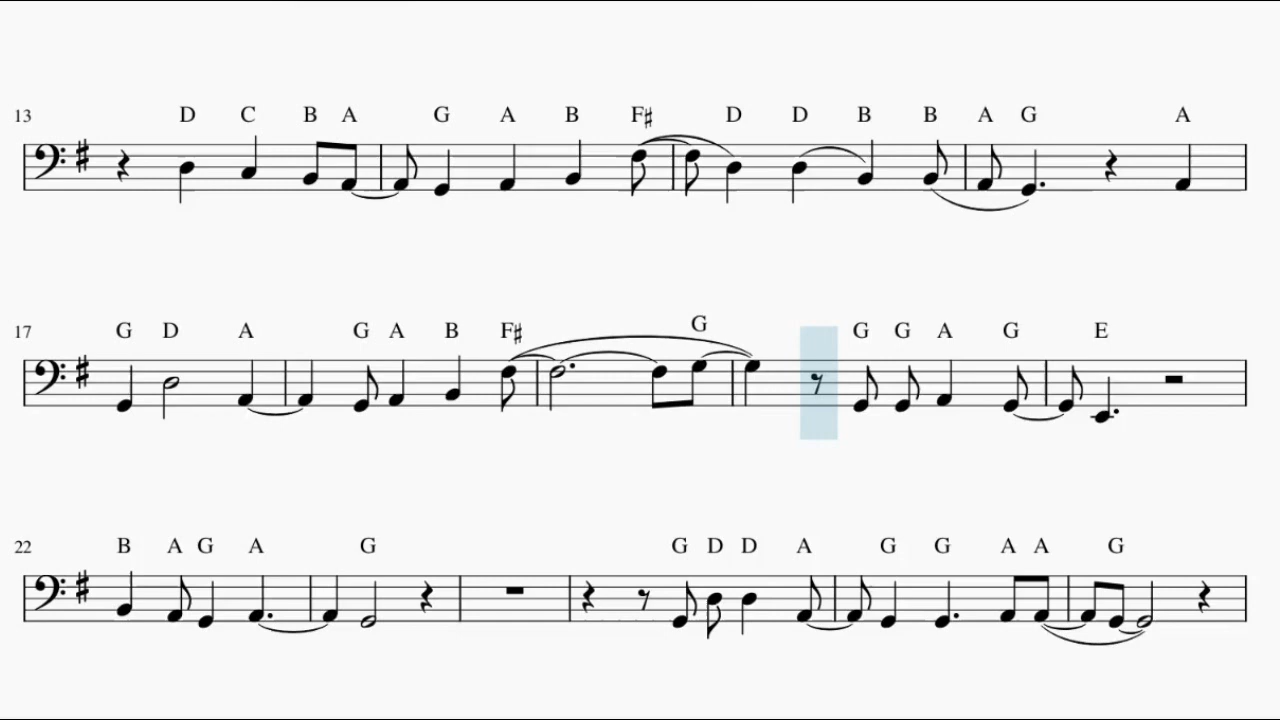 13 D C B A G A B F♯ D D B B A G A
17 G D A G A B F♯ G G G A G E
22 B A G A G G D D A G G A A G